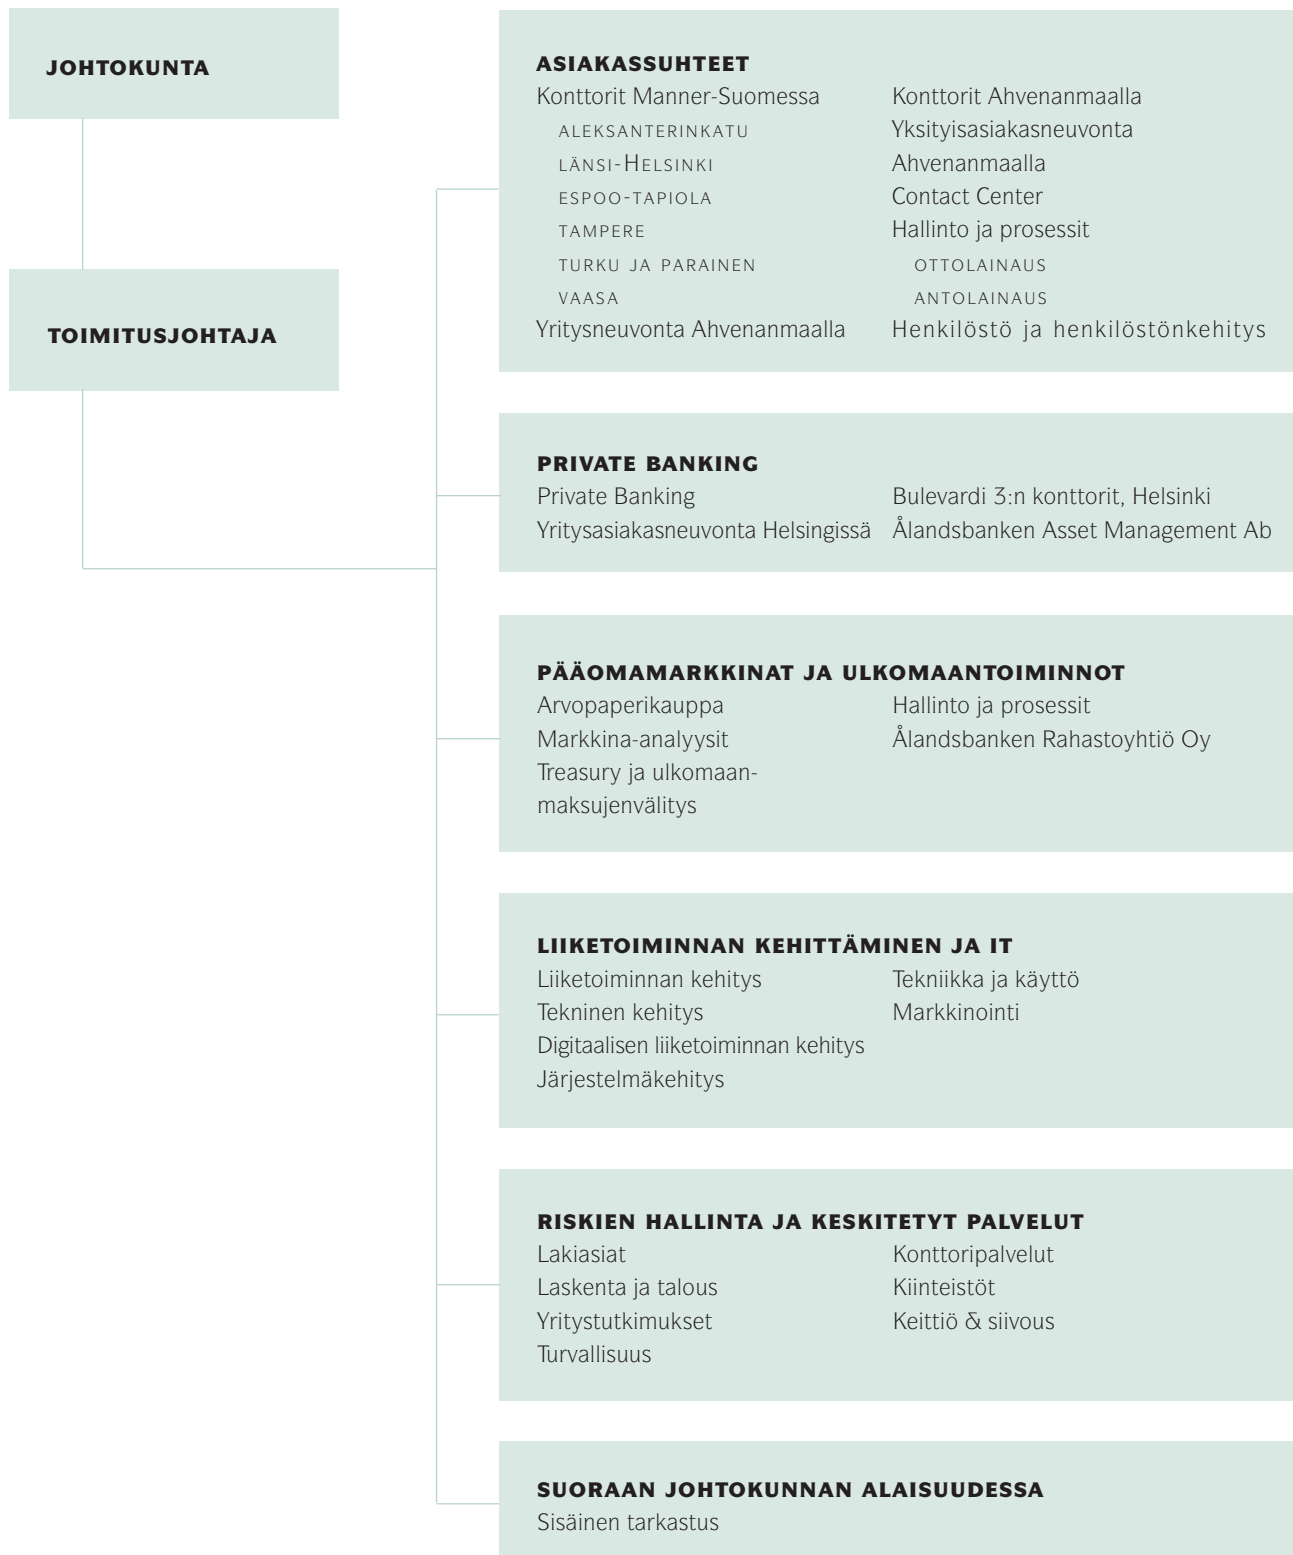 JOHTOKUNTA
TOIMITUSJOHTAJA
ASIAKASSUHTEET
Konttorit Manner-Suomessa
ALEKSANTERINKATU
LÄNSI-HELSINKI
ESPOO-TAPIOLA
TAMPERE
TURKU JA PARAINEN
VAASA
Yritysneuvonta Ahvenanmaalla
Konttorit Ahvenanmaalla
Yksityisasiakasneuvonta
Ahvenanmaalla
Contact Center
Hallinto ja prosessit
OTTOLAINAUS
ANTOLAINAUS
Henkilöstö ja henkilöstönkehitys
PRIVATE BANKING
Private Banking
Yritysasiakasneuvonta Helsingissä
Bulevardi 3:n konttorit, Helsinki
Ålandsbanken Asset Management Ab
PÄÄOMAMARKKINAT JA ULKOMAANTOIMINNOT
Arvopaperikauppa
Markkina-analyysit
Treasury ja ulkomaan-
maksujenvälitys
Hallinto ja prosessit
Ålandsbanken Rahastoyhtiö Oy
LIIKETOIMINNAN KEHITTÄMINEN JA IT
Liiketoiminnan kehitys
Tekninen kehitys
Digitaalisen liiketoiminnan kehitys
Järjestelmäkehitys
Tekniikka ja käyttö
Markkinointi
RISKIEN HALLINTA JA KESKITETYT PALVELUT
Lakiasiat
Laskenta ja talous
Yritystutkimukset
Turvallisuus
Konttoripalvelut
Kiinteistöt
Keittiö & siivous
SUORAAN JOHTOKUNNAN ALAISUUDESSA
Sisäinen tarkastus